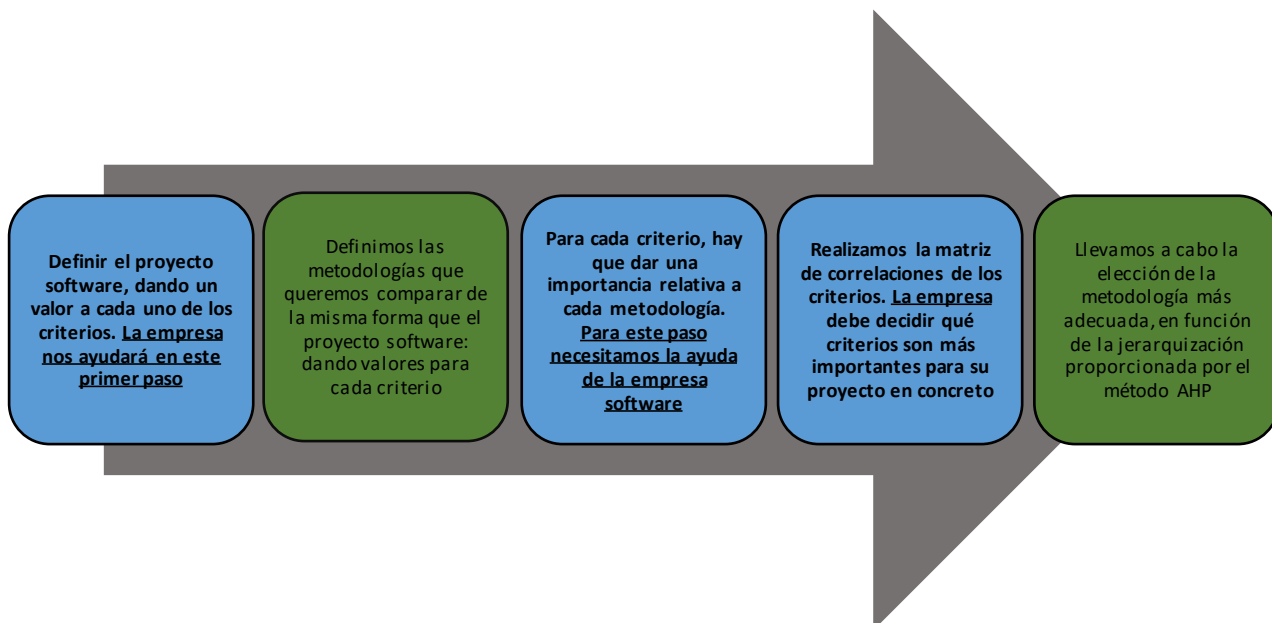 Definir el proyecto
software, dando un
valor a cada uno de los
criterios. La empresa
nos ayudará en este
primer paso
Definimos las
metodologías que
queremos comparar de
la misma forma que el
proyecto software:
dando valores para
cada criterio
Para cada criterio, hay
que dar una
importancia relativa a
cada metodología.
Para este paso
necesitamos la ayuda
de la empresa
software
Realizamos la matriz
de correlaciones de los
criterios. La empresa
debe decidir qué
criterios son más
importantes para su
proyecto en concreto
Llevamos a cabo la
elección de la
metodología más
adecuada, en función
de la jerarquización
proporcionada por el
método AHP